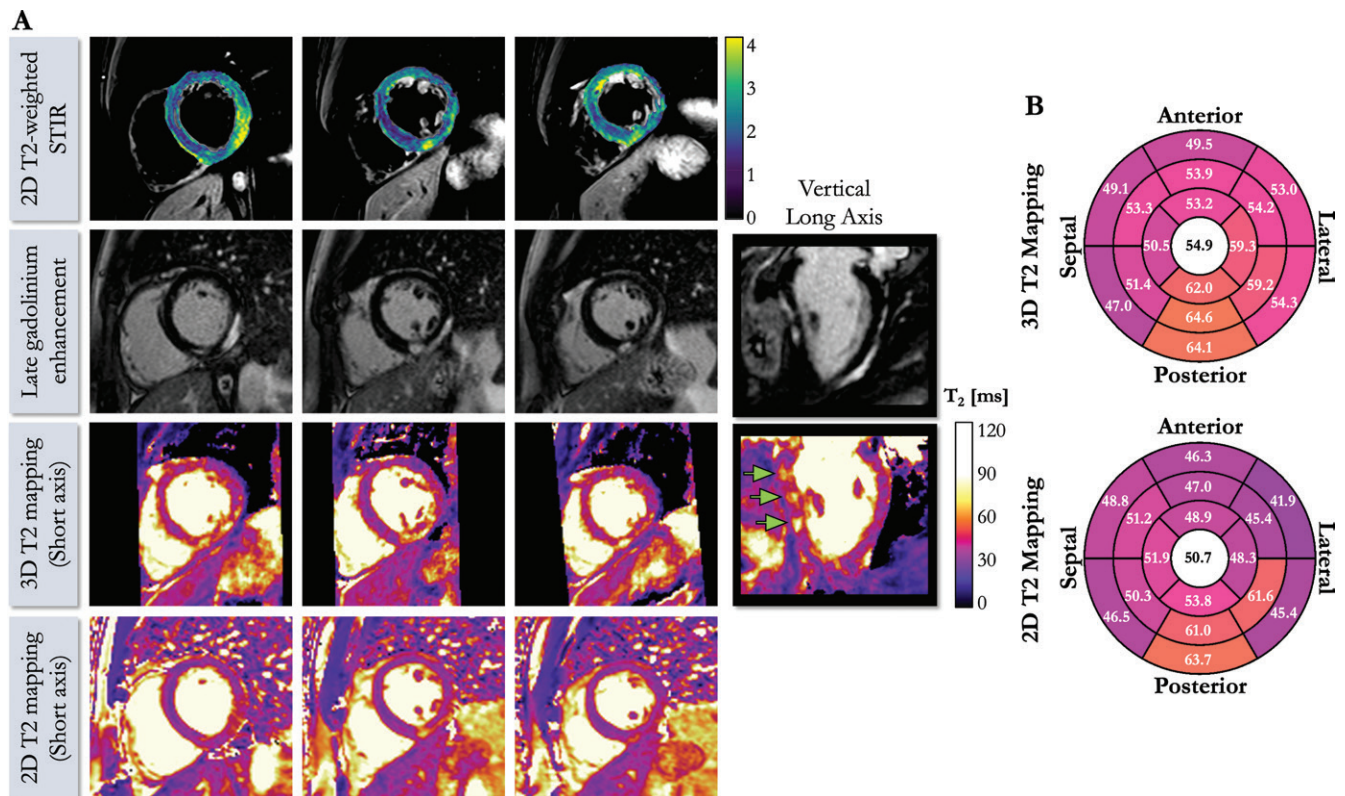 A
2D T2-weighted
STIR
4
3
2
1
0
Late gadolinium
enhancement
Vertical
Long Axis
3D T2 mapping
(Short axis)
T2 [ms]
120
90
60
30
0
2D T2 mapping
(Short axis)
B
3D T2 Mapping
Anterior
Septal
Lateral
Posterior
49.5
49.1
53.0
53.9
53.3
54.2
53.2
50.5
54.9
59.3
62.0
51.4
59.2
47.0
54.3
64.6
64.1
2D T2 Mapping
Anterior
Septal
Lateral
Posterior
46.3
48.8
41.9
47.0
51.2
45.4
48.9
51.9
50.7
48.3
53.8
50.3
61.6
46.5
45.4
61.0
63.7